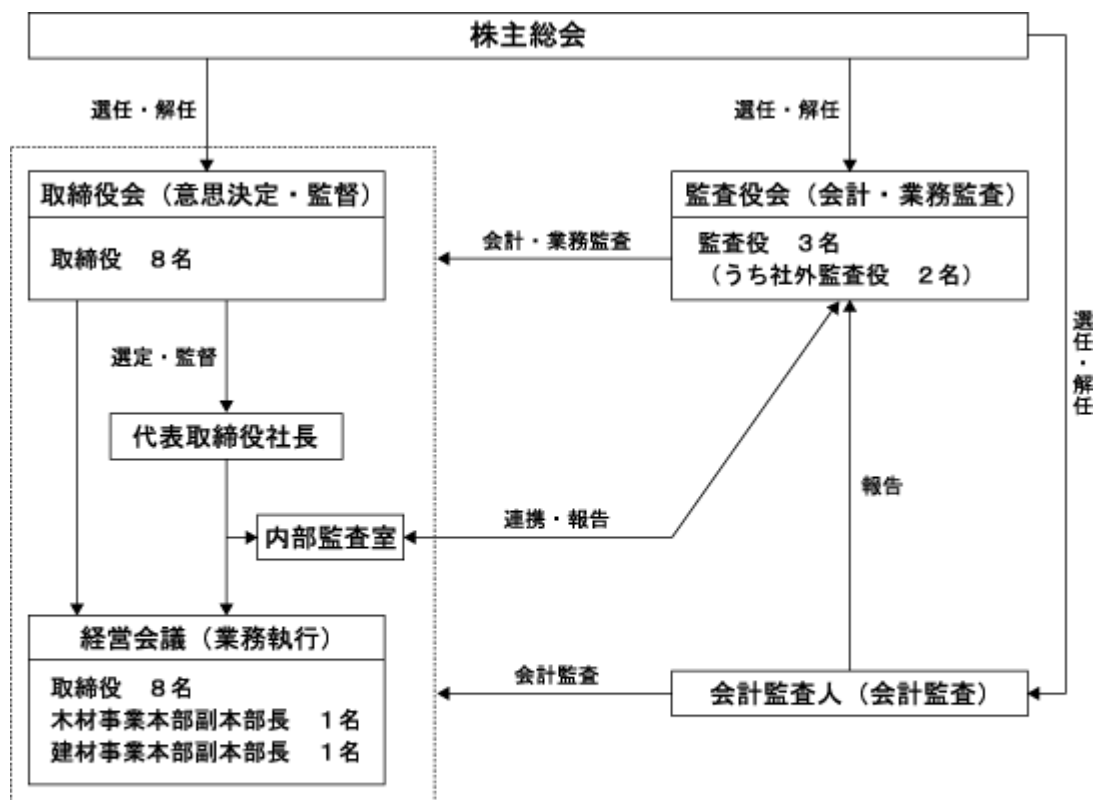 株主総会
選任・解任
選任・解任
取締役会（意思決定・監督）
取締役　８名
会計・業務監査
監査役会（会計・業務監査）
監査役　３名
（うち社外監査役　２名）
選任・解任
選定・監督
代表取締役社長
報告
連携・報告
内部監査室
経営会議（業務執行）
取締役　８名
木材事業本部副本部長　１名
建材事業本部副本部長　１名
会計監査
会計監査人（会計監査）